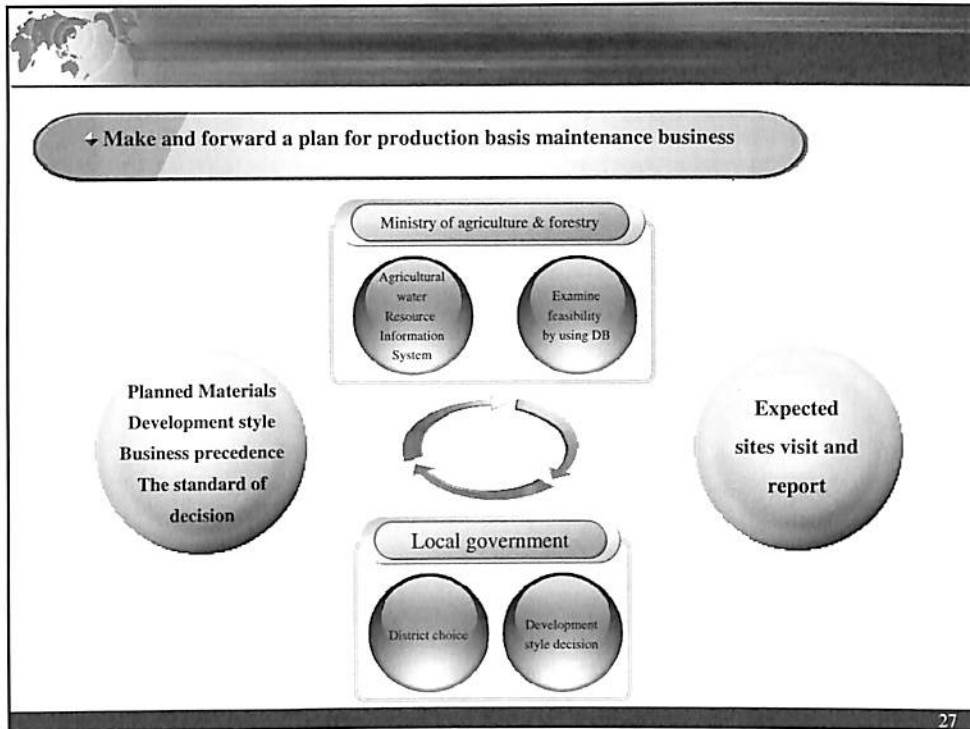 Make and forward a plan for production basis maintenance business
Ministry of agriculture & forestry
Agricultural
water
Resource
Information
System
Examine
feasibility
by using DB
Planned Materials
Development style
Business precedence
The standard of
decision
Expected
sites visit and
report
Local government
District choice
Development
style decision
27